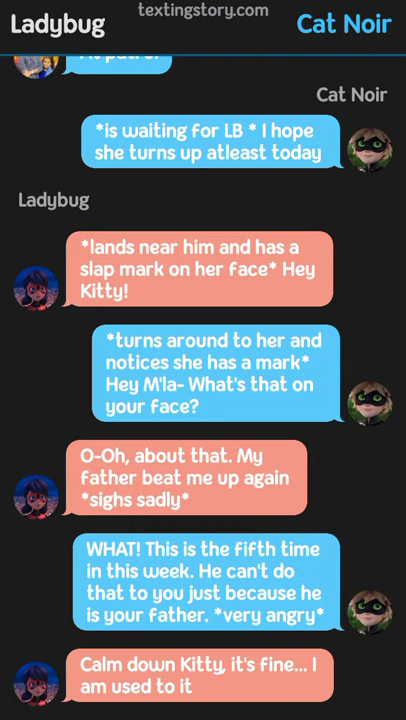 textingstory.com
Ladybug
Cat Noir
At patrol
Cat Noir
*is waiting for LB * I hope
she turns up atleast today
Ladybug
*lands near him and has a
slap mark on her face* Hey
Kitty!
*turns around to her and
notices she has a mark*
Hey M'la- What's that on
your face?
O-Oh, about that. My
father beat me up again
*sighs sadly*
WHAT! This is the fifth time
in this week. He can't do
that to you just because he
is your father. *very angry*
Calm down Kitty, it's fine... I
am used to it